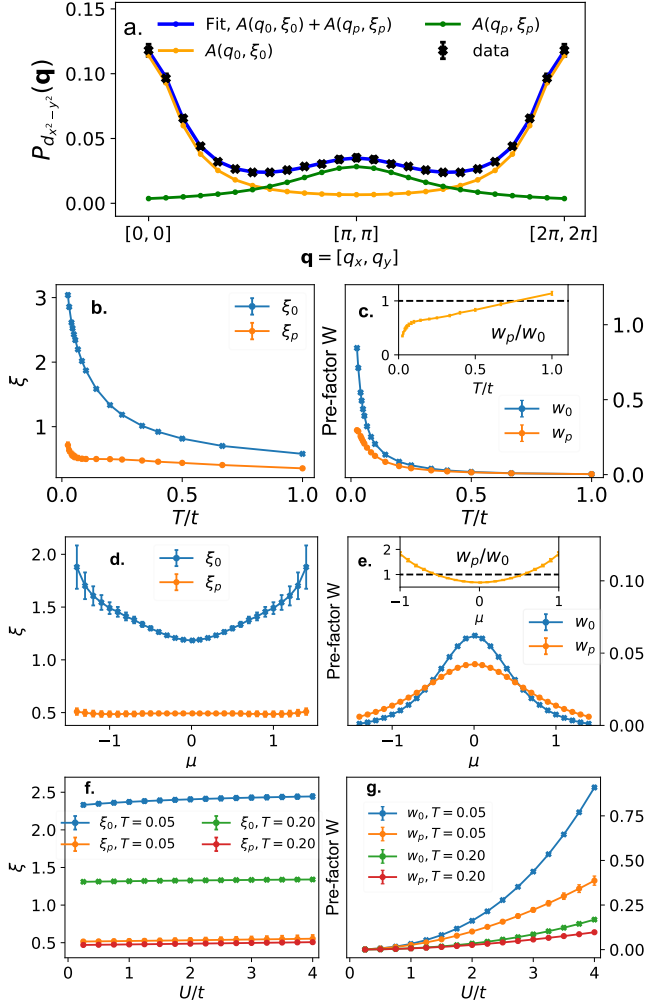 a.
Fit, A(q₀, ξ₀) + A(qₚ, ξₚ)
A(qₚ, ξₚ)
A(q₀, ξ₀)
data
P_{d_{x²−y²}}(q)
0.15
0.10
0.05
0.00
[0, 0]
[π, π]
[2π, 2π]
q = [qₓ, q_y]
b.
ξ₀
ξₚ
ξ
3
2
1
0.0
0.5
1.0
T/t
c.
Pre-factor W
1
0
0.0
0.5
1.0
T/t
wₚ/w₀
w₀
wₚ
1.0
0.5
0.0
0.0
0.5
1.0
T/t
d.
ξ₀
ξₚ
ξ
2.0
1.5
1.0
0.5
−1
0
1
μ
e.
Pre-factor W
2
1
−1
0
1
μ
wₚ/w₀
w₀
wₚ
0.10
0.05
0.00
−1
0
1
μ
f.
ξ₀, T = 0.05
ξ₀, T = 0.20
ξₚ, T = 0.05
ξₚ, T = 0.20
ξ
2.5
2.0
1.5
1.0
0.5
0
1
2
3
4
U/t
g.
w₀, T = 0.05
wₚ, T = 0.05
w₀, T = 0.20
wₚ, T = 0.20
Pre-factor W
0.75
0.50
0.25
0.00
0
1
2
3
4
U/t